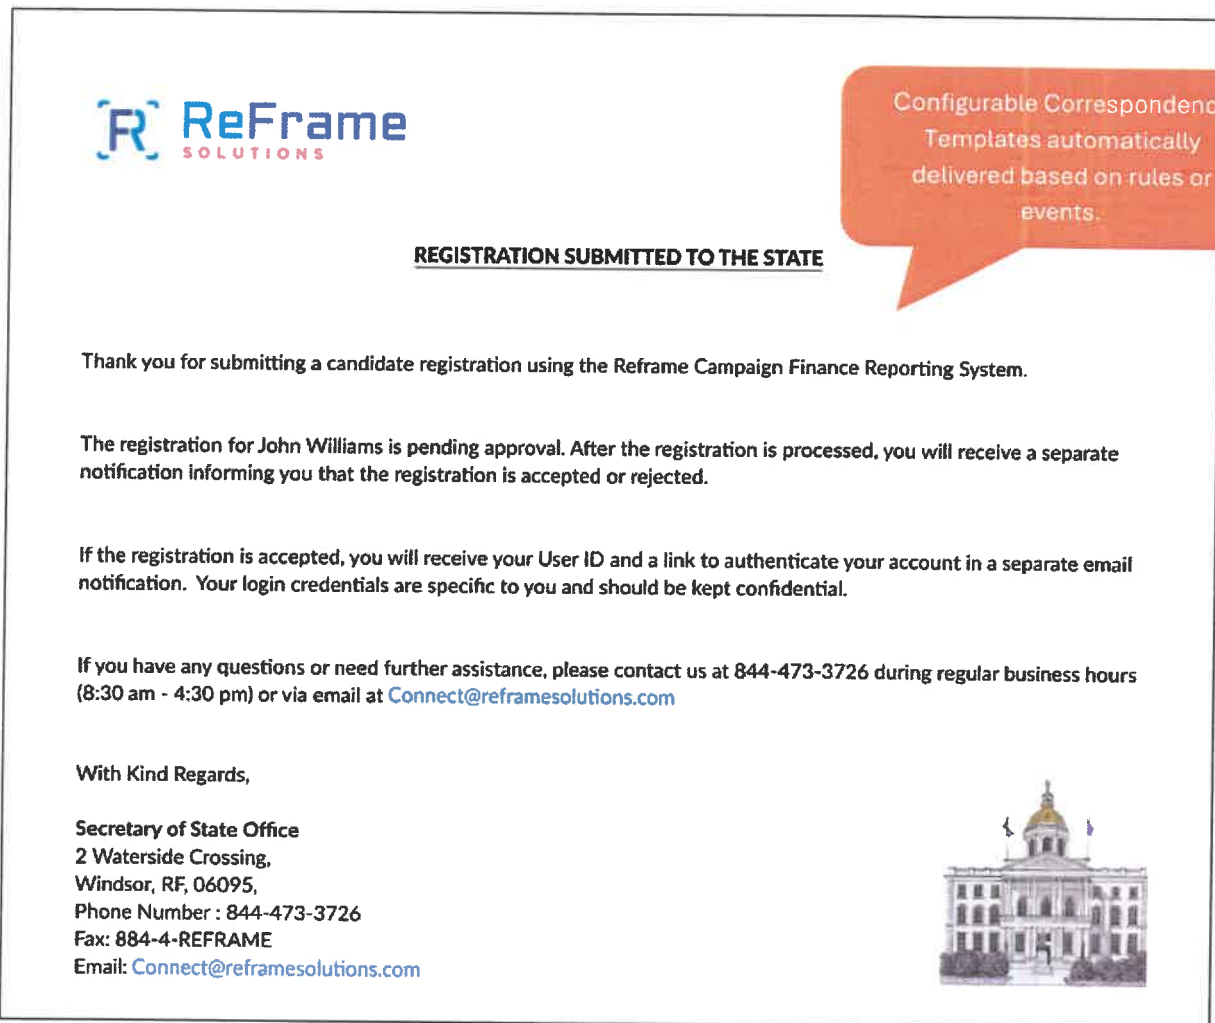 ReFrame
SOLUTIONS
Configurable
Templates automatically
delivered based on rules or
events.
REGISTRATION SUBMITTED TO THE STATE
Thank you for submitting a candidate registration using the Reframe Campaign Finance Reporting System.
The registration for John Williams is pending approval. After the registration is processed, you will receive a separate
notification informing you that the registration is accepted or rejected.
If the registration is accepted, you will receive your User ID and a link to authenticate your account in a separate email
notification. Your login credentials are specific to you and should be kept confidential.
If you have any questions or need further assistance, please contact us at 844-473-3726 during regular business hours
(8:30 am - 4:30 pm) or via email at Connect@reframesolutions.com
With Kind Regards,
Secretary of State Office
2 Waterside Crossing,
Windsor, RF, 06095,
Phone Number : 844-473-3726
Fax: 884-4-REFRAME
Email: Connect@reframesolutions.com